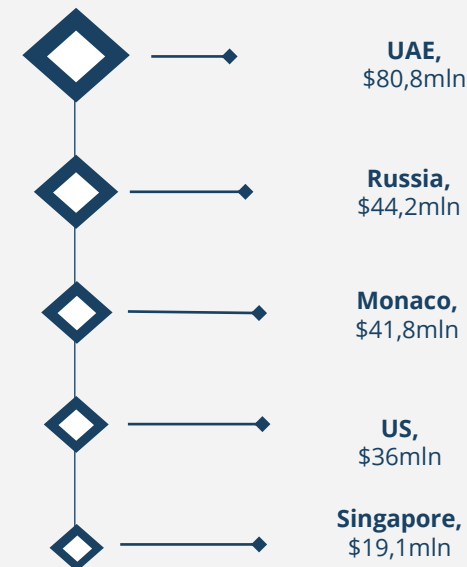 UAE,
$80,8mln
Russia,
$44,2mln
Monaco,
$41,8mln
US,
$36mln
Singapore,
$19,1mln